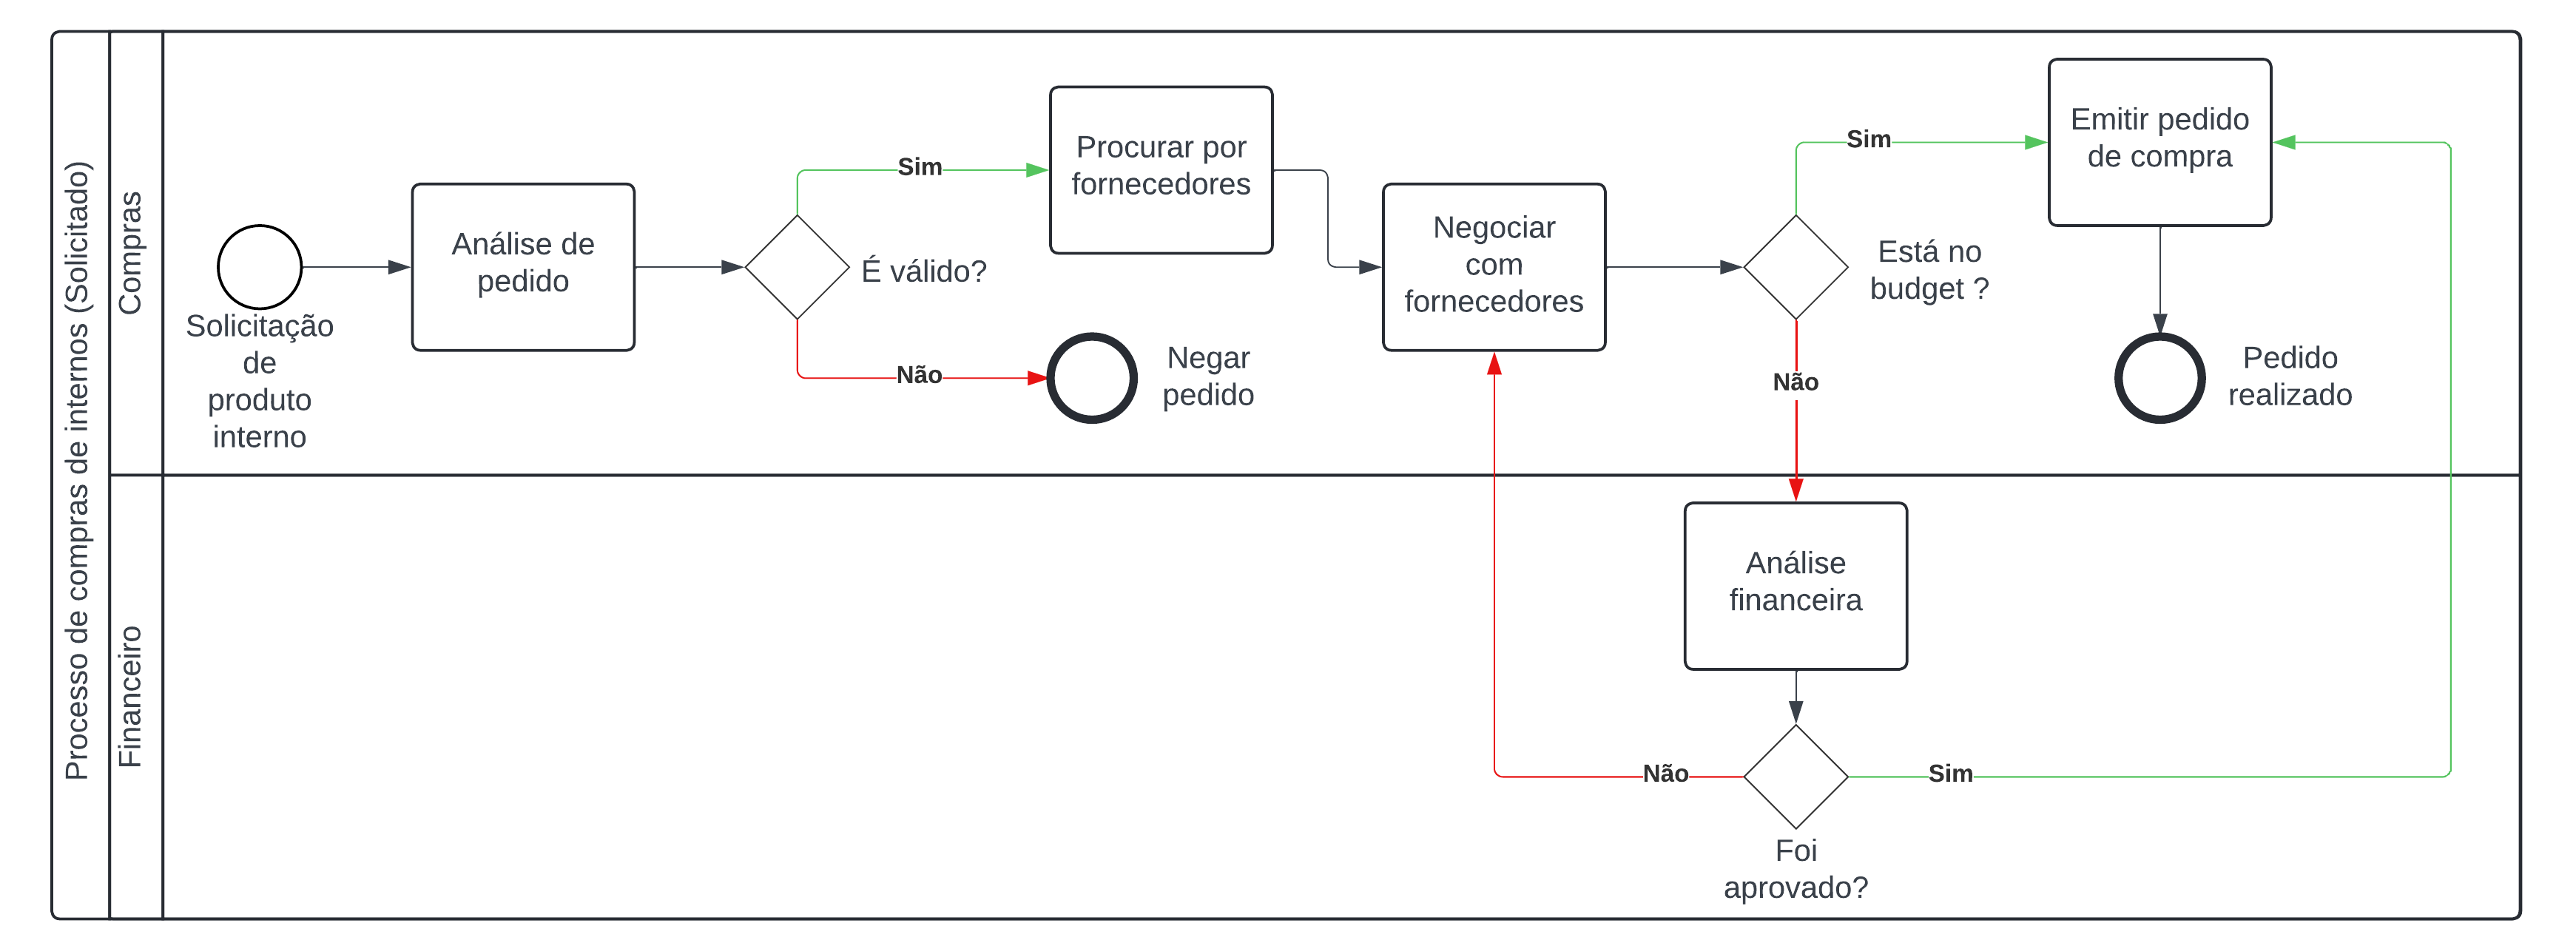 Processo de compras de internos (Solicitado)
Compras
Solicitação
de
produto
interno
Análise de
pedido
É válido?
Sim
Não
Procurar por
fornecedores
Negar
pedido
Negociar
com
fornecedores
Está no
budget ?
Sim
Não
Emitir pedido
de compra
Pedido
realizado
Financeiro
Análise
financeira
Não
Sim
Foi
aprovado?